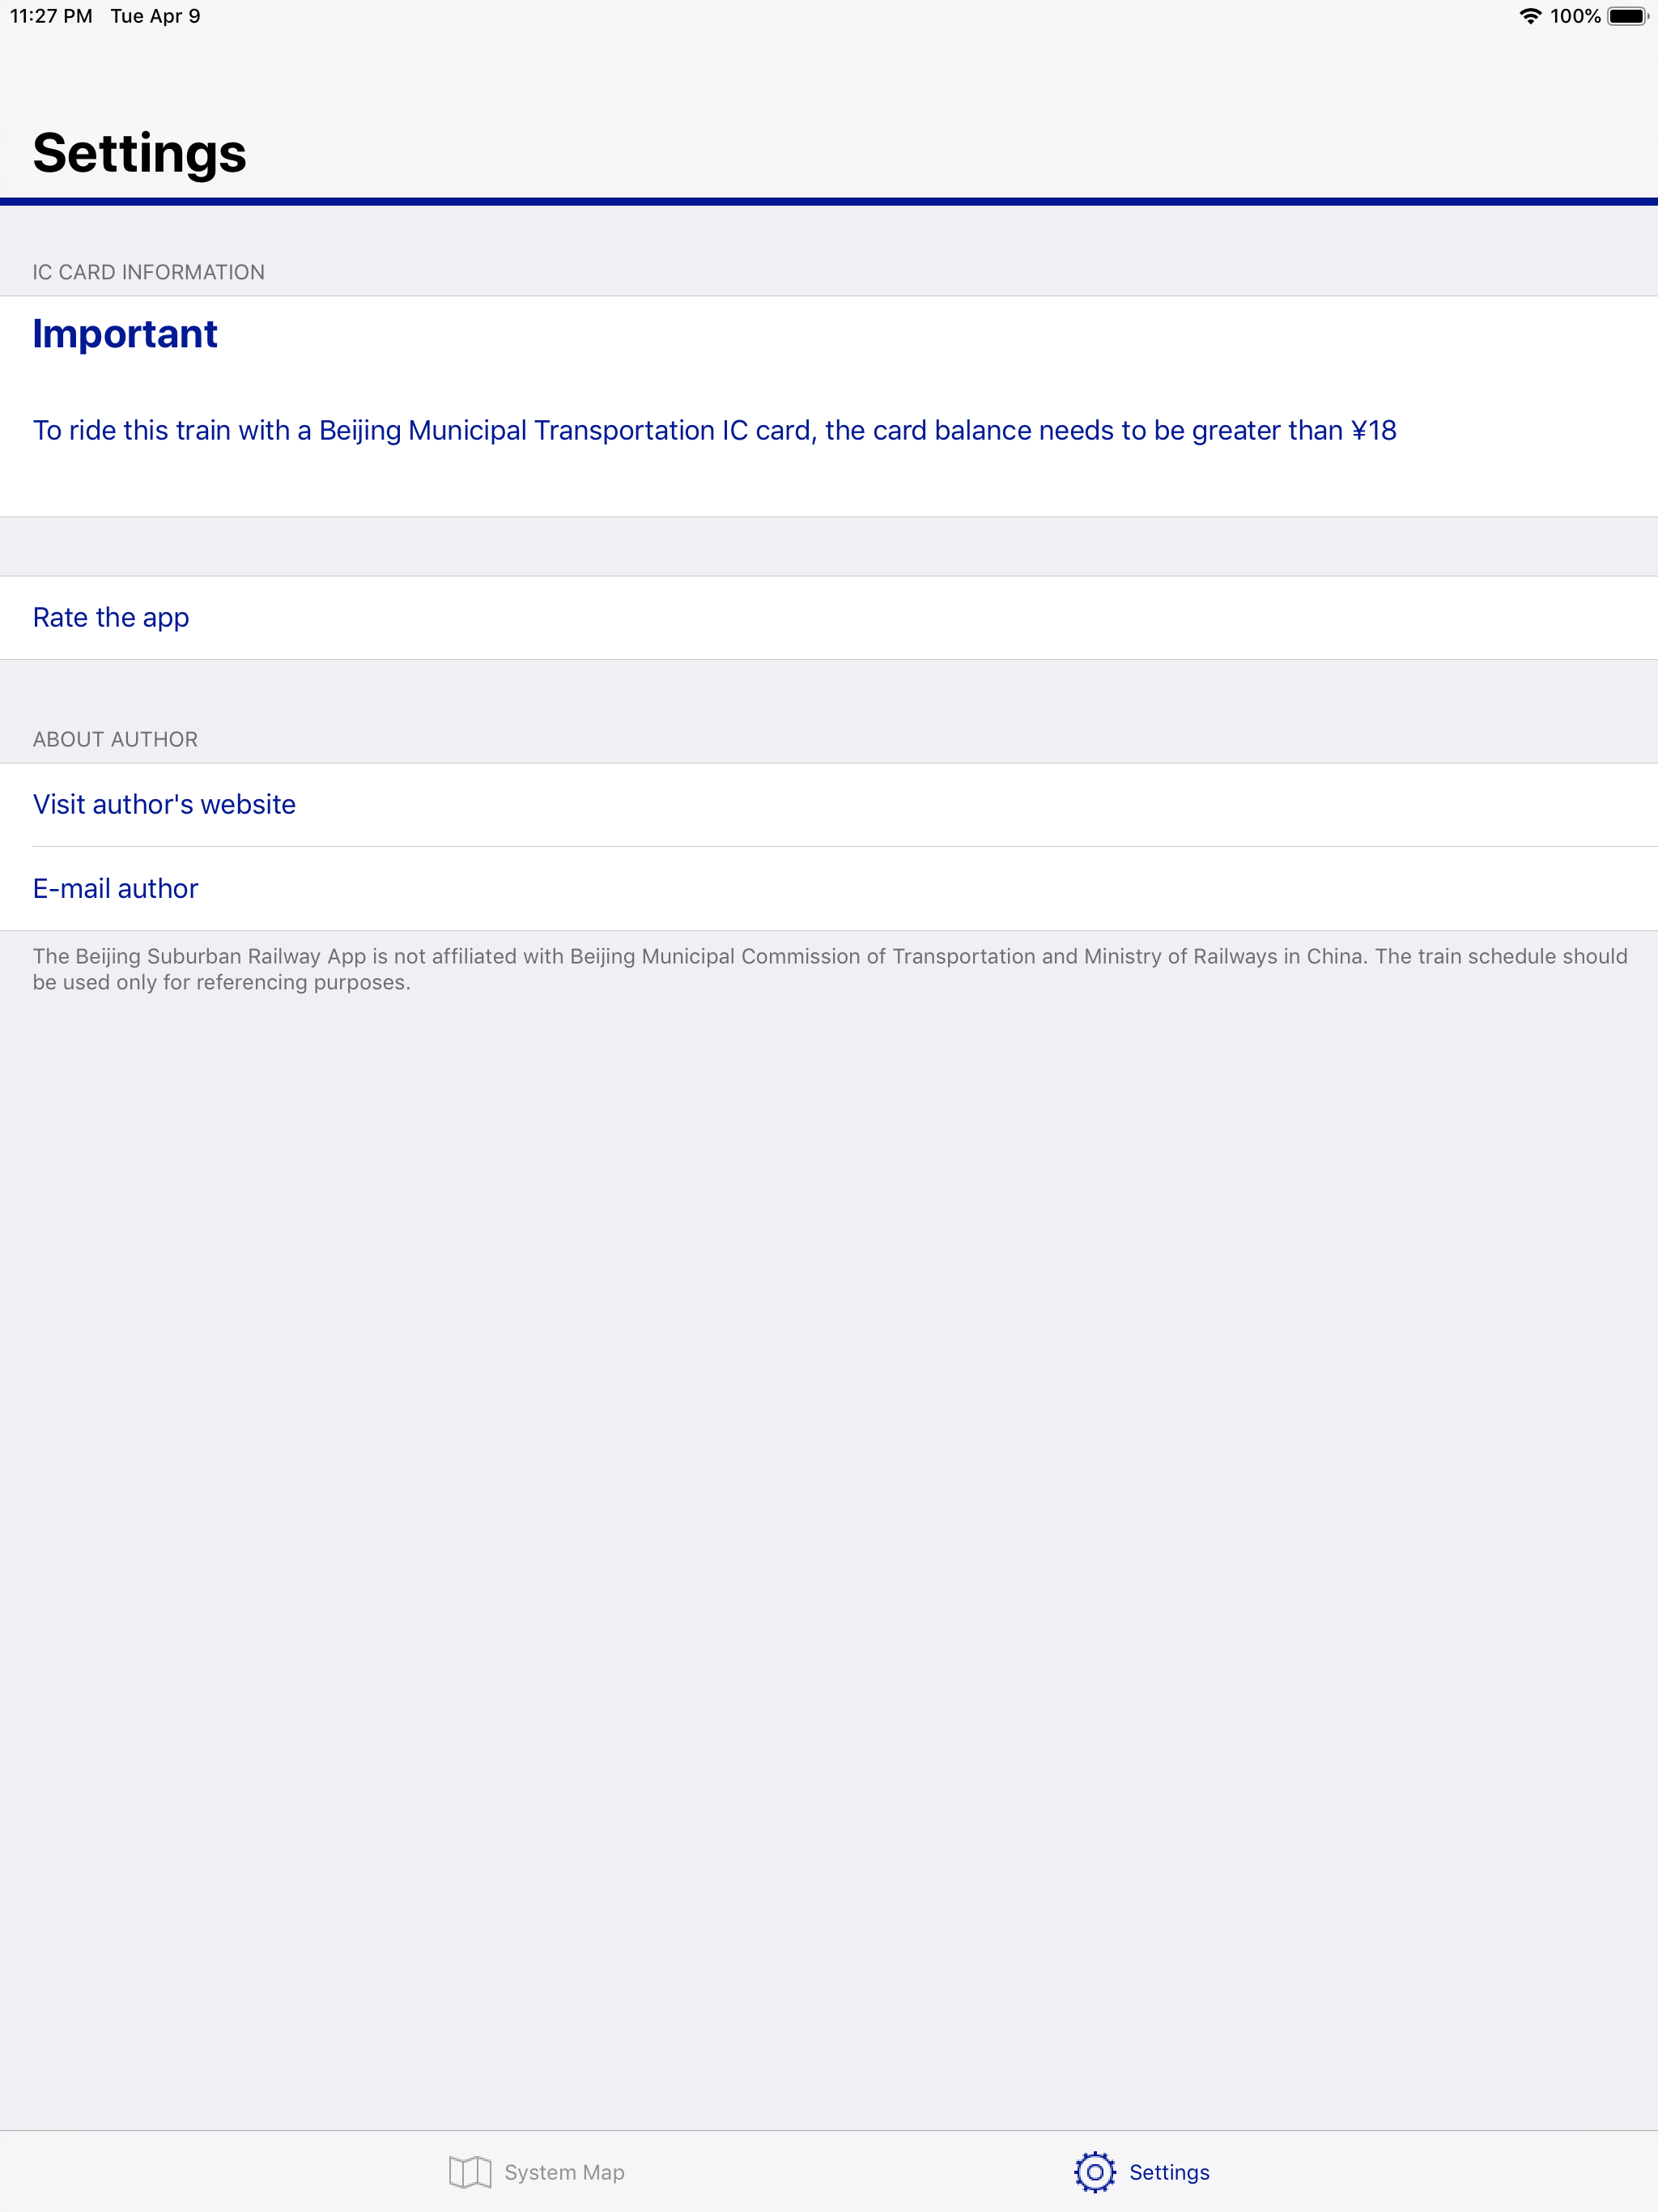 11:27 PM Tue Apr 9 100%
Settings
IC CARD INFORMATION
Important
To ride this train with a Beijing Municipal Transportation IC card, the card balance needs to be greater than ¥18
Rate the app
ABOUT AUTHOR
Visit author's website
E-mail author
The Beijing Suburban Railway App is not affiliated with Beijing Municipal Commission of Transportation and Ministry of Railways in China. The train schedule should
be used only for referencing purposes.
System Map Settings